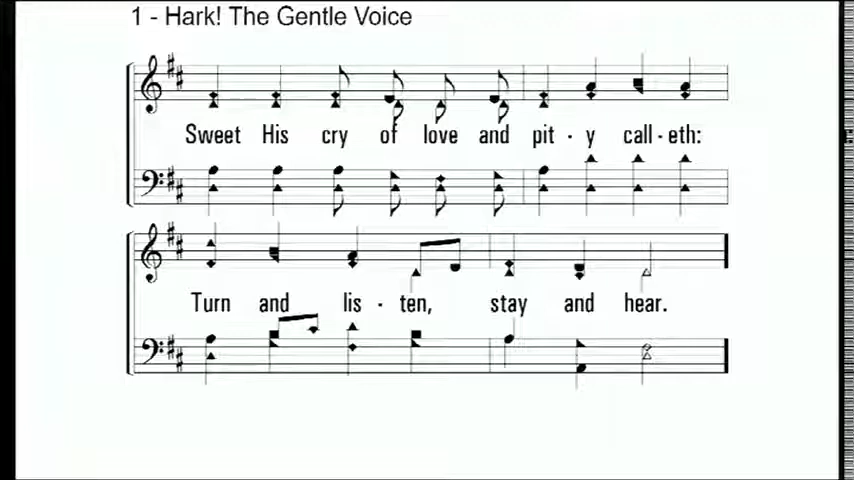 1 - Hark! The Gentle Voice
Sweet His cry of love and pit - y call - eth:
Turn and lis - ten, stay and hear.